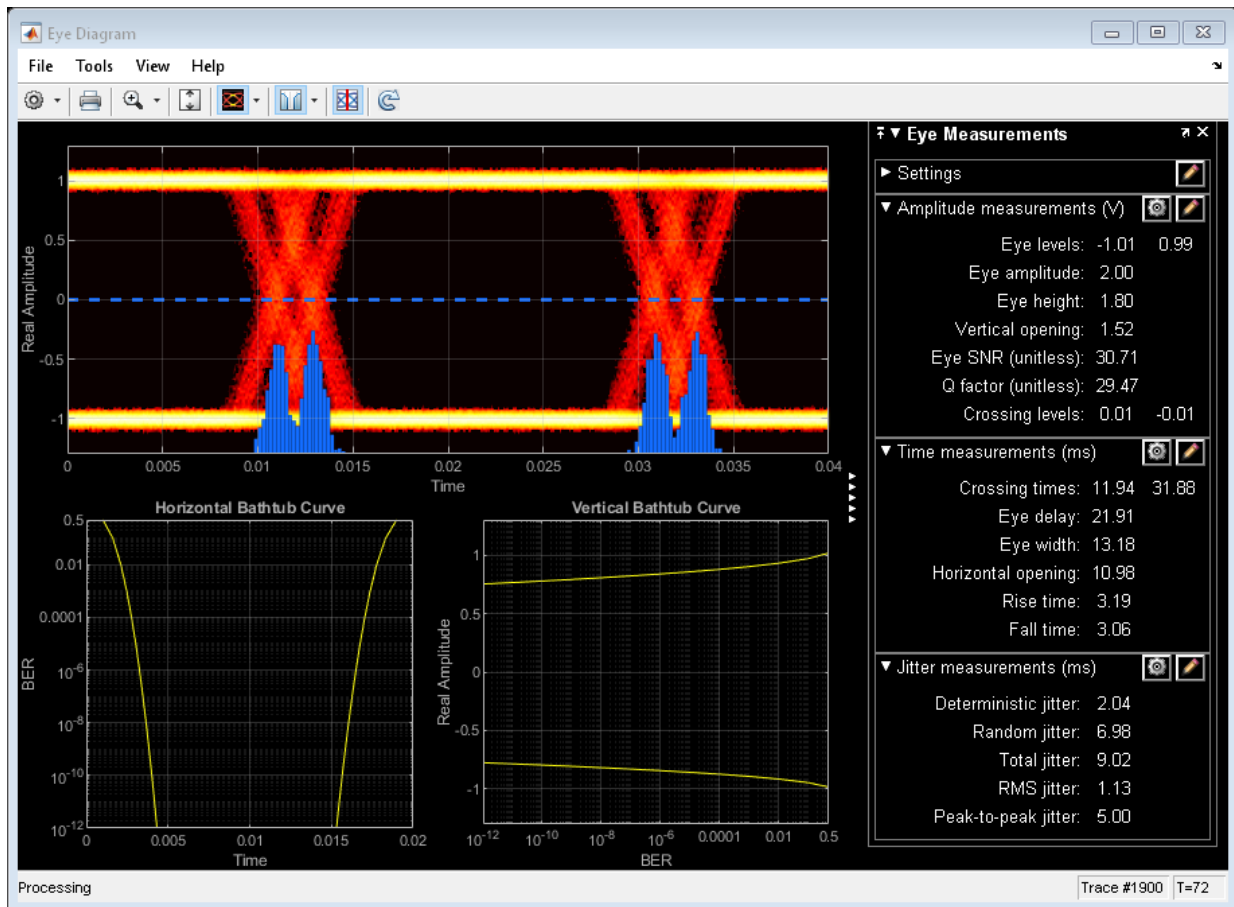 Eye Diagram
File Tools View Help
1
0.5
0
-0.5
-1
Real Amplitude
0 0.005 0.01 0.015 0.02 0.025 0.03 0.035 0.04
Time
Horizontal Bathtub Curve
0.5
0.01
0.0001
10^-6
10^-8
10^-10
10^-12
BER
0 0.005 0.01 0.015 0.02
Time
Vertical Bathtub Curve
1
0.5
0
-0.5
-1
Real Amplitude
10^-12 10^-10 10^-8 10^-6 0.0001 0.01 0.5
BER
Eye Measurements
Settings
Amplitude measurements (V)
Eye levels: -1.01 0.99
Eye amplitude: 2.00
Eye height: 1.80
Vertical opening: 1.52
Eye SNR (unitless): 30.71
Q factor (unitless): 29.47
Crossing levels: 0.01 -0.01
Time measurements (ms)
Crossing times: 11.94 31.88
Eye delay: 21.91
Eye width: 13.18
Horizontal opening: 10.98
Rise time: 3.19
Fall time: 3.06
Jitter measurements (ms)
Deterministic jitter: 2.04
Random jitter: 6.98
Total jitter: 9.02
RMS jitter: 1.13
Peak-to-peak jitter: 5.00
Processing
Trace #1900 T=72